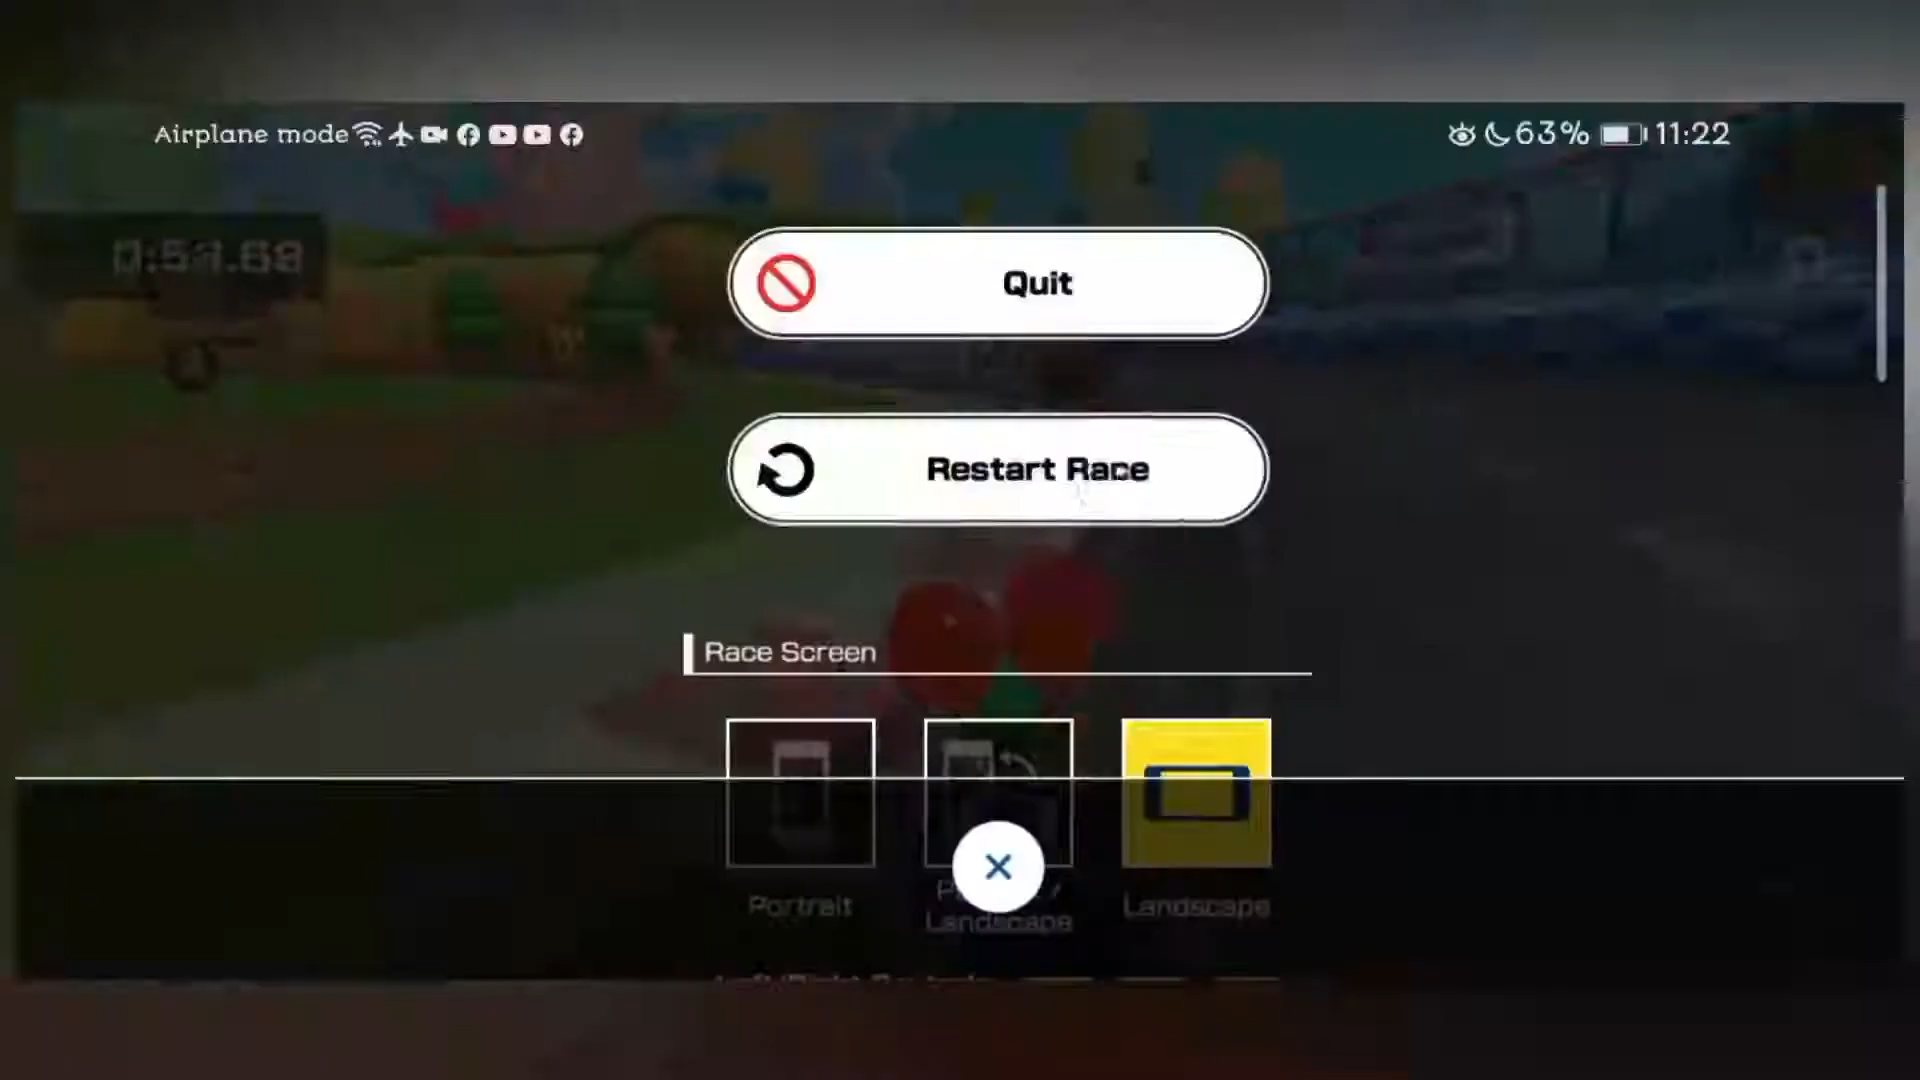 Airplane mode
63% 11:22
Quit
Restart Race
Race Screen
Portrait
Landscape
Landscape